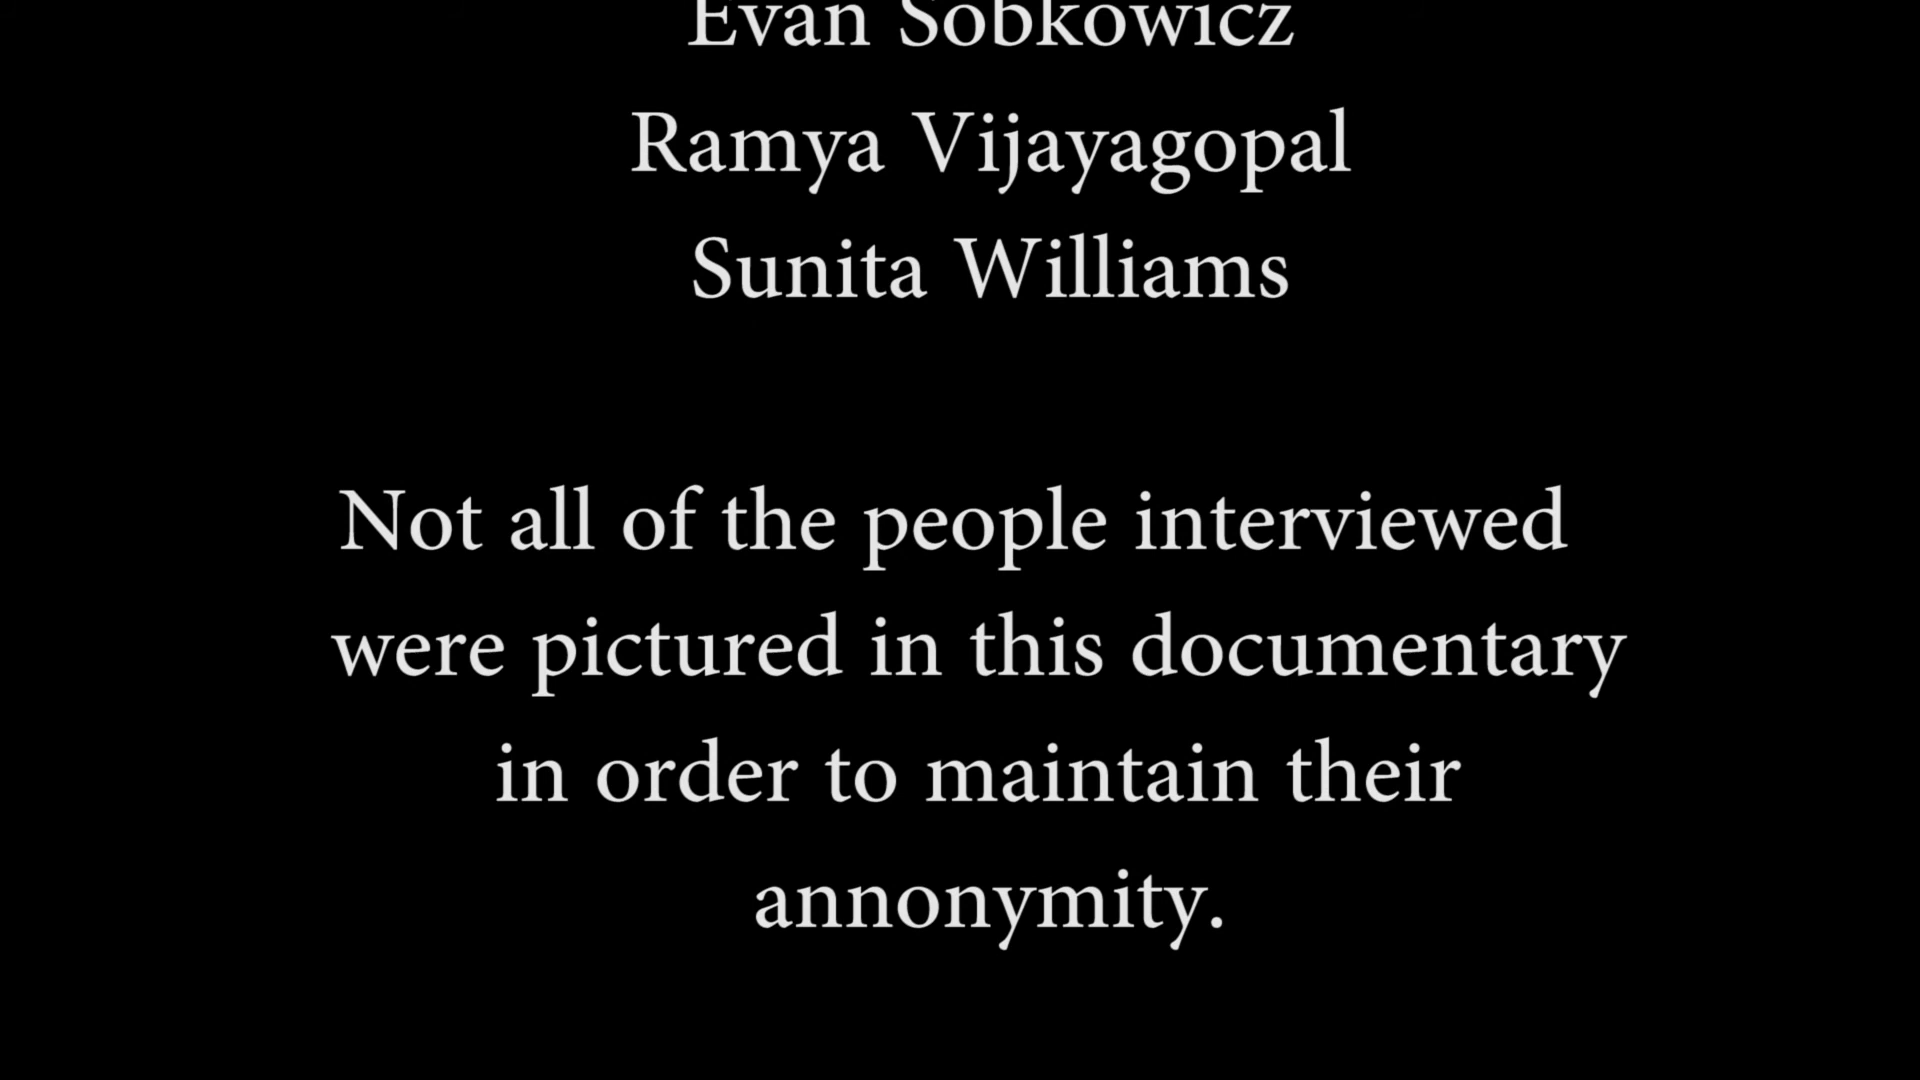 Evan Sobkowicz
Ramya Vijayagopal
Sunita Williams
Not all of the people interviewed
were pictured in this documentary
in order to maintain their
annonymity.